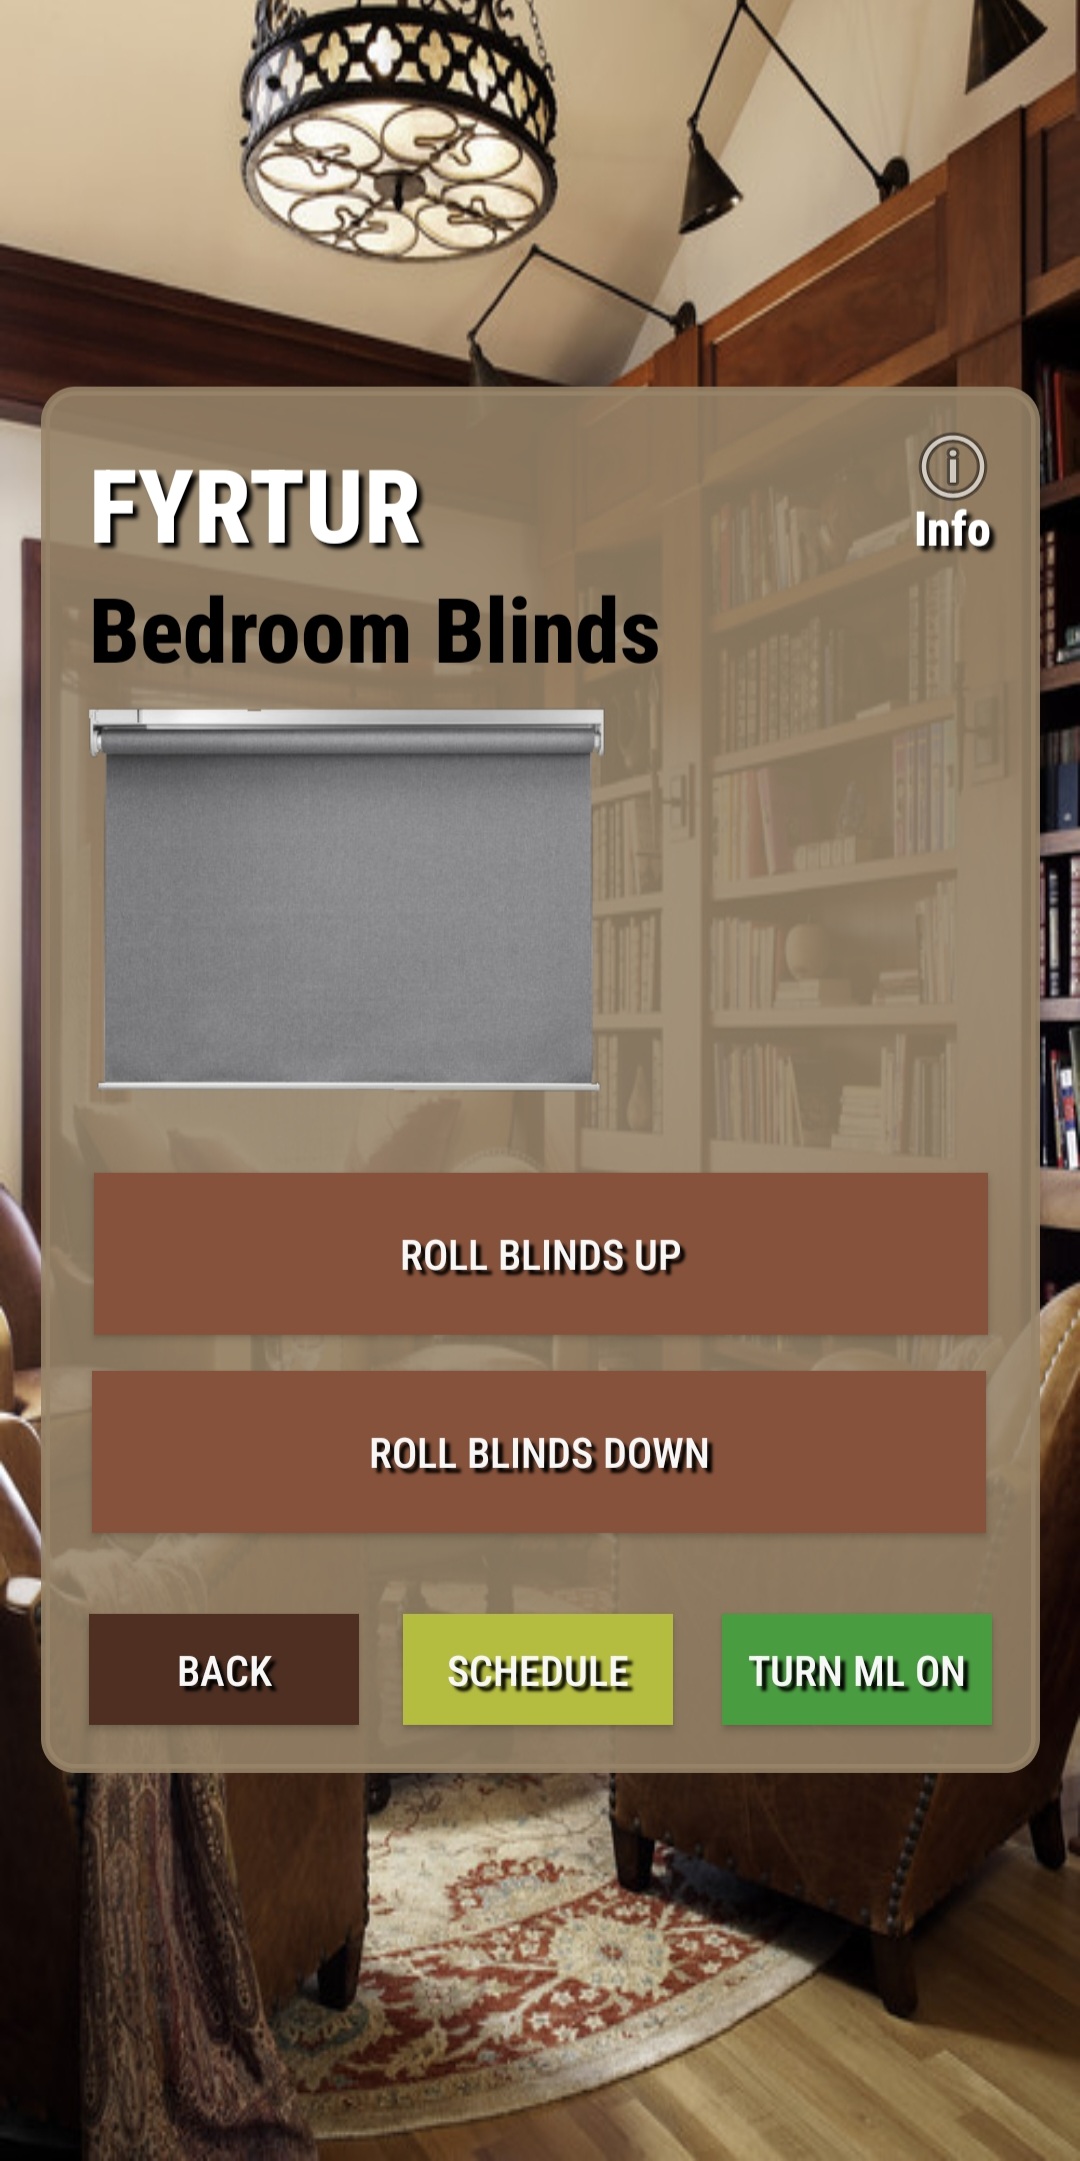 FYRTUR
Info
Bedroom Blinds
ROLL BLINDS UP
ROLL BLINDS DOWN
BACK
SCHEDULE
TURN ML ON